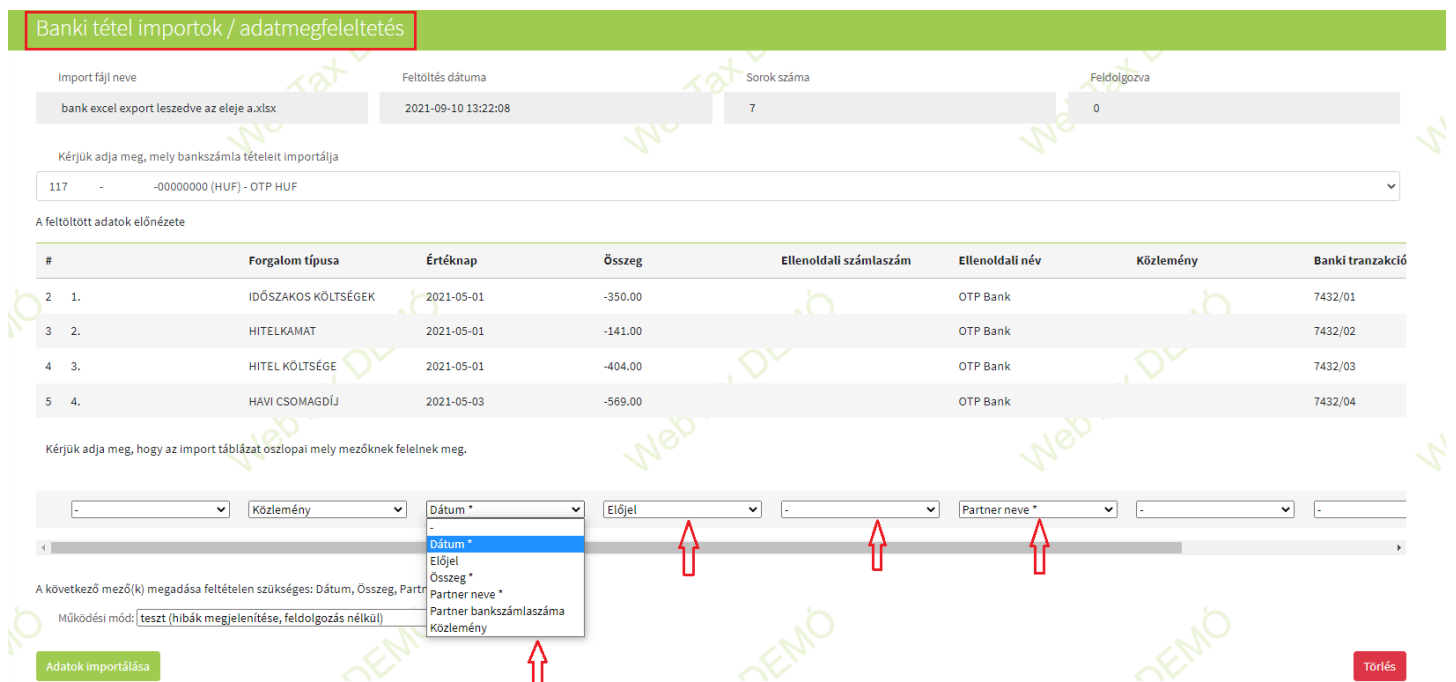 Banki tétel importok / adatmegfeleltetés
Import fájl neve Feltöltés dátuma Sorok száma Feldolgozva
bank excel export leszedve az eleje a.xlsx 2021-09-10 13:22:08 7 0
Kérjük adja meg, mely bankszámla tételeit importálja
117 - -00000000 (HUF) - OTP HUF
A feltöltött adatok előnézete
# Forgalom típusa Értéknap Összeg Ellenoldali számlaszám Ellenoldali név Közlemény Banki tranzakció
2 1. IDŐSZAKOS KÖLTSÉGEK 2021-05-01 -350.00 OTP Bank 7432/01
3 2. HITELKAMAT 2021-05-01 -141.00 OTP Bank 7432/02
4 3. HITEL KÖLTSÉGE 2021-05-01 -404.00 OTP Bank 7432/03
5 4. HAVI CSOMAGDÍJ 2021-05-03 -569.00 OTP Bank 7432/04
Kérjük adja meg, hogy az import táblázat oszlopai mely mezőknek felelnek meg.
- Közlemény Dátum * Előjel - Partner neve * - -
-
Dátum *
Előjel
Összeg *
Partner neve *
Partner bankszámlaszáma
Közlemény
A következő mező(k) megadása feltételen szükséges: Dátum, Összeg, Partn
Működési mód: teszt (hibák megjelenítése, feldolgozás nélkül)
Adatok importálása Törlés
WebTax DEMÓ